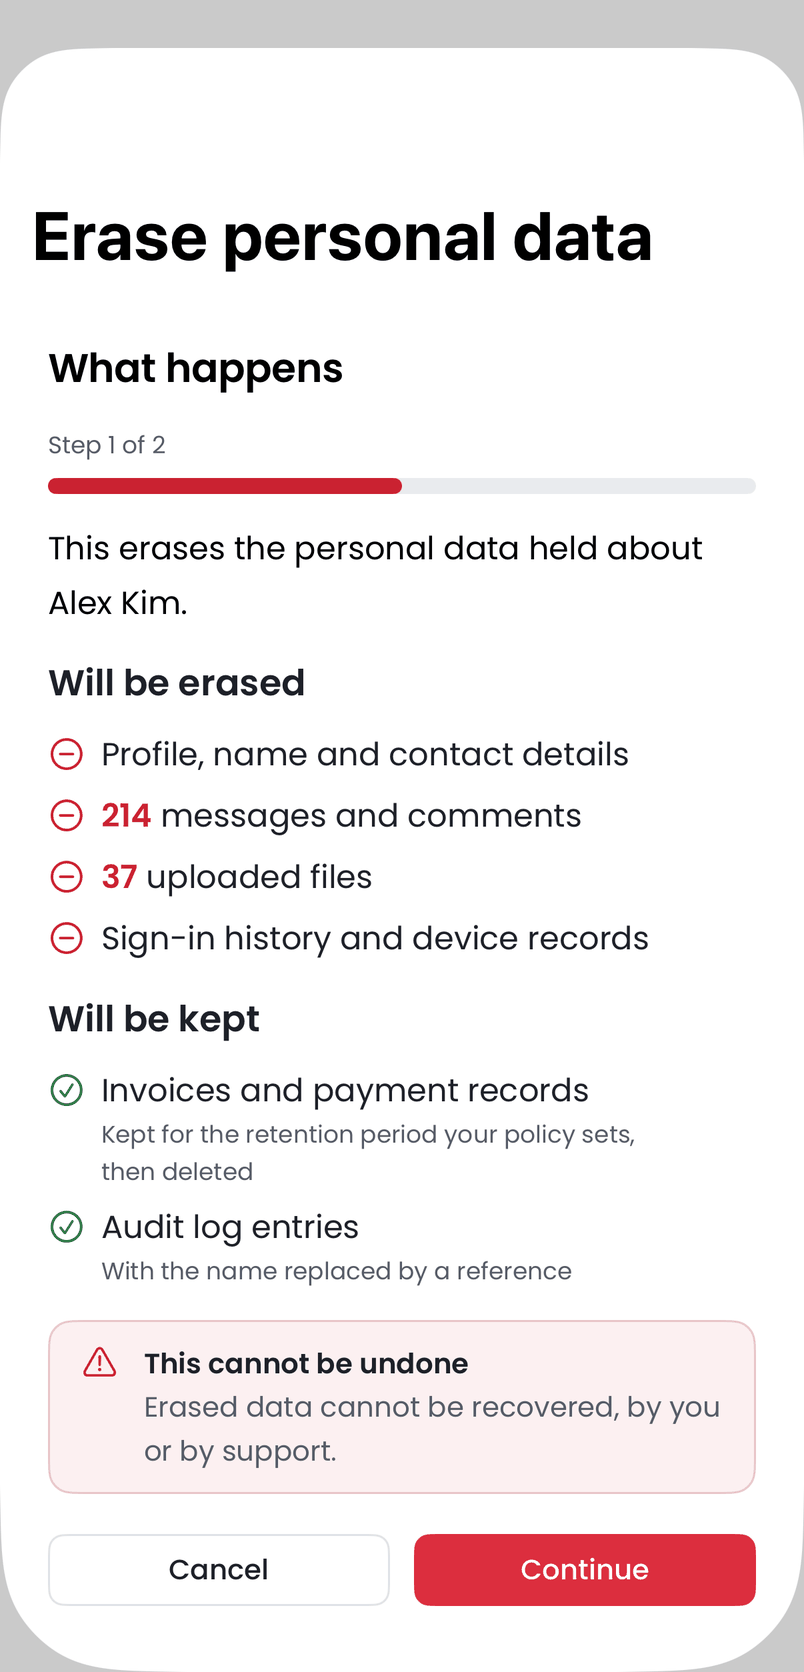 Erase personal data
What happens
Step 1 of 2
This erases the personal data held about
Alex Kim.
Will be erased
Profile, name and contact details
214 messages and comments
37 uploaded files
Sign-in history and device records
Will be kept
Invoices and payment records
Kept for the retention period your policy sets,
then deleted
Audit log entries
With the name replaced by a reference
This cannot be undone
Erased data cannot be recovered, by you
or by support.
Cancel
Continue